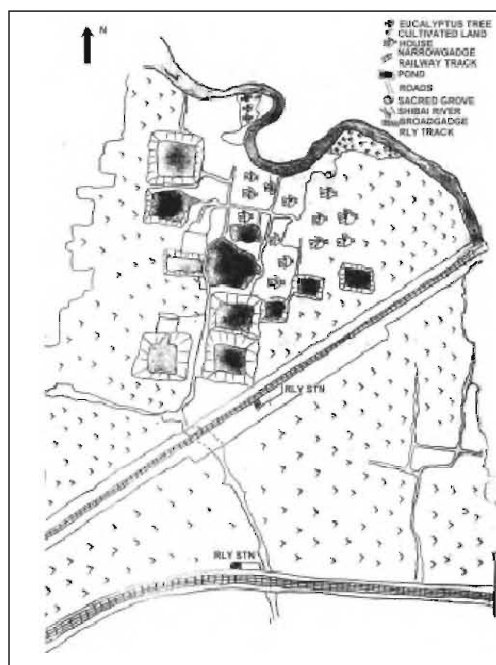 N
EUCALYPTUS TREE
CULTIVATED LAND
HOUSE
NARROWGADGE
RAILWAY TRACK
POND
ROADS
SACRED GROVE
SHIBAI RIVER
BROADGADGE
RLY TRACK
RLY STN
RLY STN